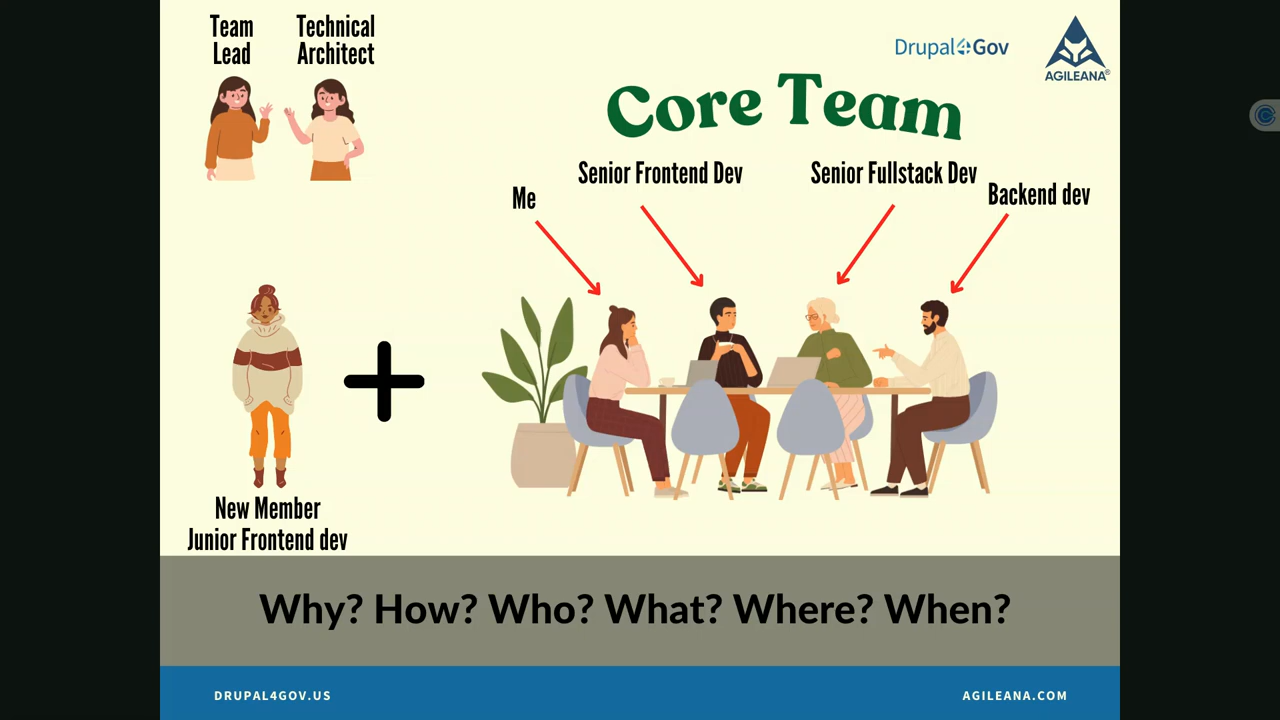 Team
Lead
Technical
Architect
Drupal4Gov
AGILEANA®
Core Team
Senior Frontend Dev
Senior Fullstack Dev
Me
Backend dev
New Member
Junior Frontend dev
Why? How? Who? What? Where? When?
DRUPAL4GOV.US
AGILEANA.COM